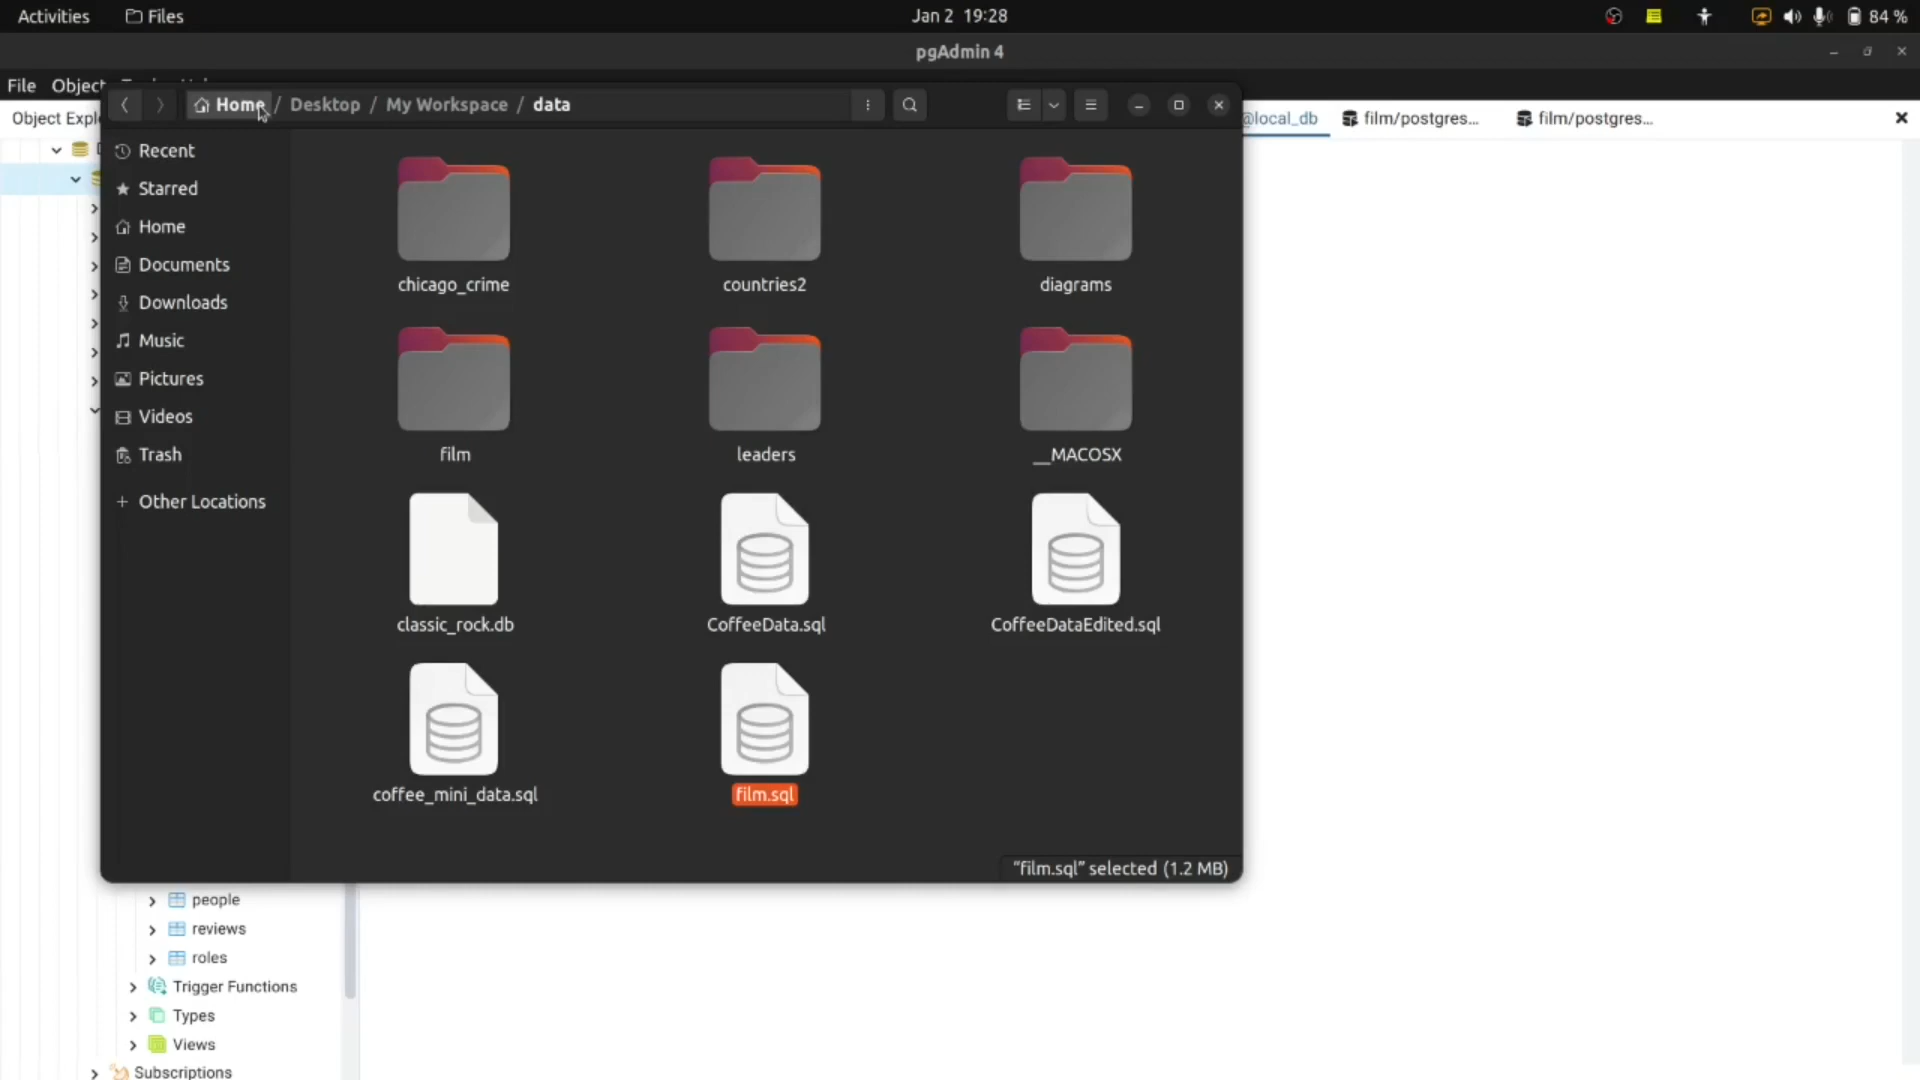 Activities Files Jan 2 19:28 84 %
pgAdmin 4
File Object
Home / Desktop / My Workspace / data
Object Expl @local_db film/postgres... film/postgres...
Recent
Starred
Home
Documents
Downloads
Music
Pictures
Videos
Trash
Other Locations
chicago_crime countries2 diagrams
film leaders __MACOSX
classic_rock.db CoffeeData.sql CoffeeDataEdited.sql
coffee_mini_data.sql film.sql
“film.sql” selected (1.2 MB)
people
reviews
roles
Trigger Functions
Types
Views
Subscriptions